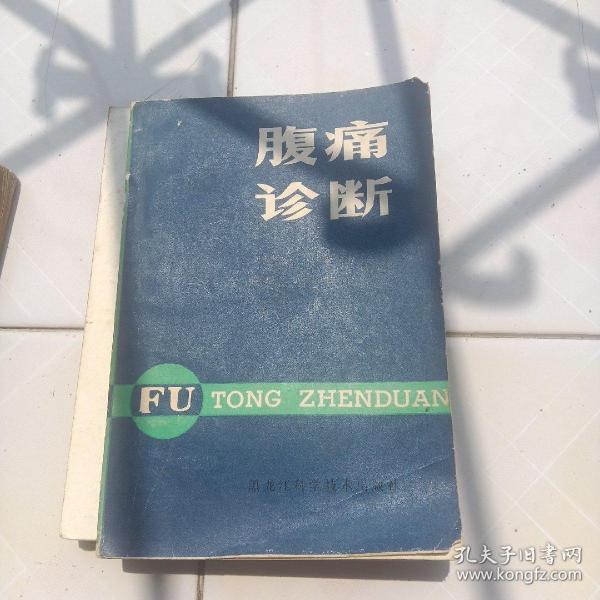 腹痛
诊断
FU TONG ZHENDUAN
黑龙江科学技术出版社
孔夫子旧书网
www.kongfz.com